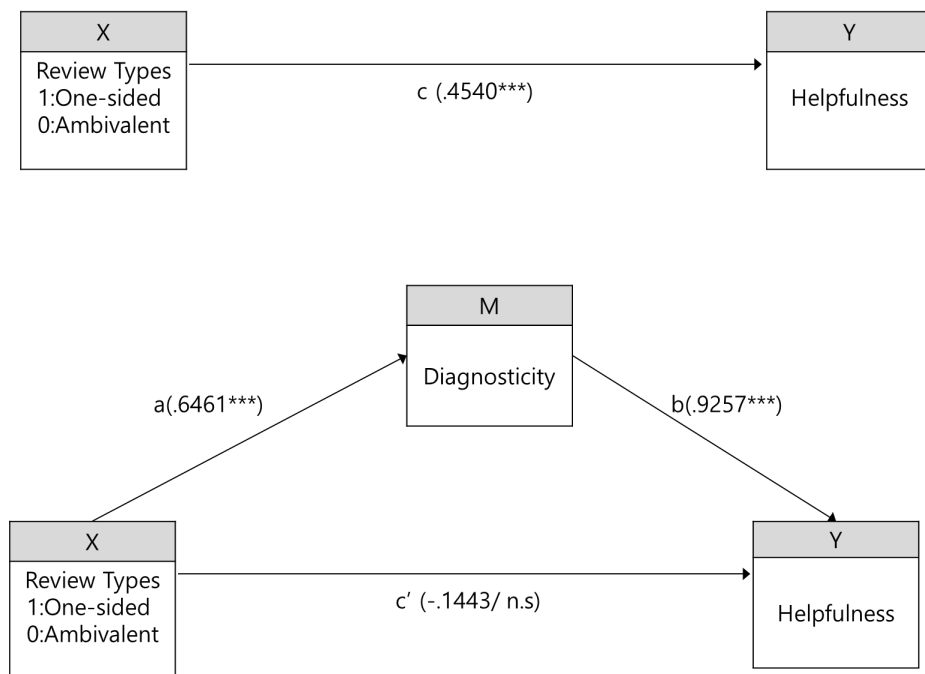 X
Review Types
1:One-sided
0:Ambivalent
c (.4540***)
Y
Helpfulness
M
Diagnosticity
a(.6461***)
b(.9257***)
X
Review Types
1:One-sided
0:Ambivalent
c’ (-.1443/ n.s)
Y
Helpfulness